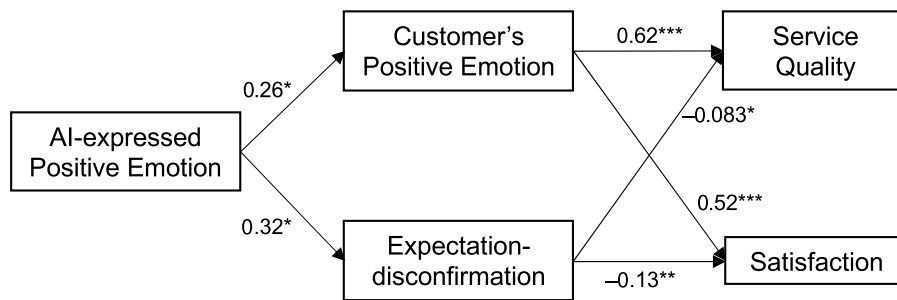 Customer's
Positive Emotion
0.62***
Service
Quality
0.26*
–0.083*
AI-expressed
Positive Emotion
0.32*
0.52***
Expectation-
disconfirmation
–0.13**
Satisfaction